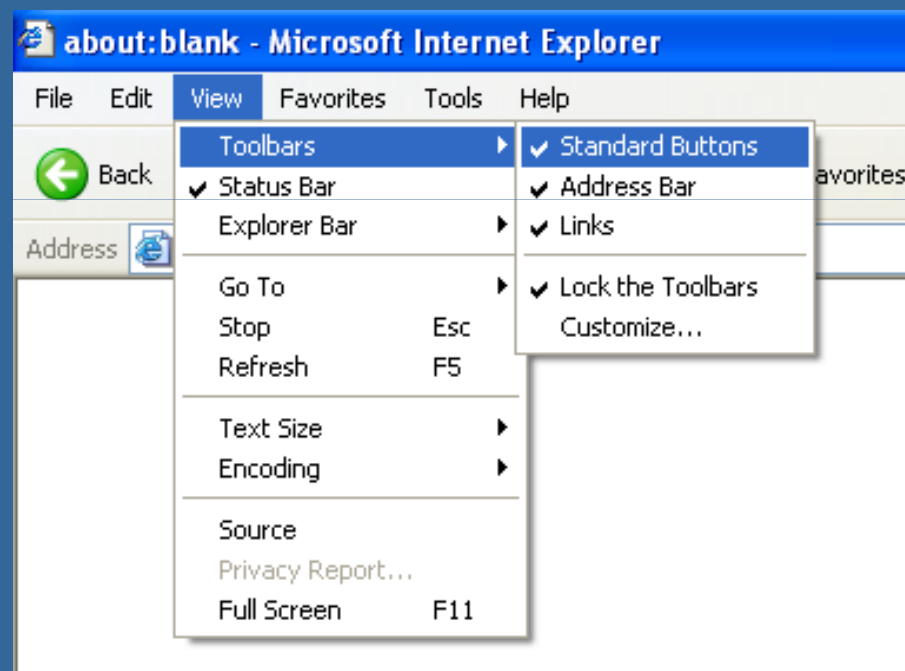 about:blank - Microsoft Internet Explorer
File Edit View Favorites Tools Help
Back
avorites
Address
Toolbars
Status Bar
Explorer Bar
Go To
Stop Esc
Refresh F5
Text Size
Encoding
Source
Privacy Report...
Full Screen F11
Standard Buttons
Address Bar
Links
Lock the Toolbars
Customize...